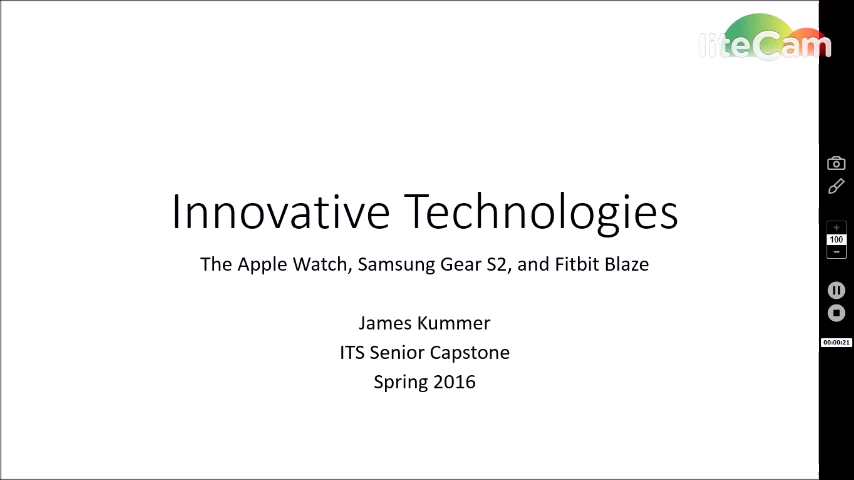 liteCam
Innovative Technologies
The Apple Watch, Samsung Gear S2, and Fitbit Blaze
James Kummer
ITS Senior Capstone
Spring 2016
+
100
−
00:00:21